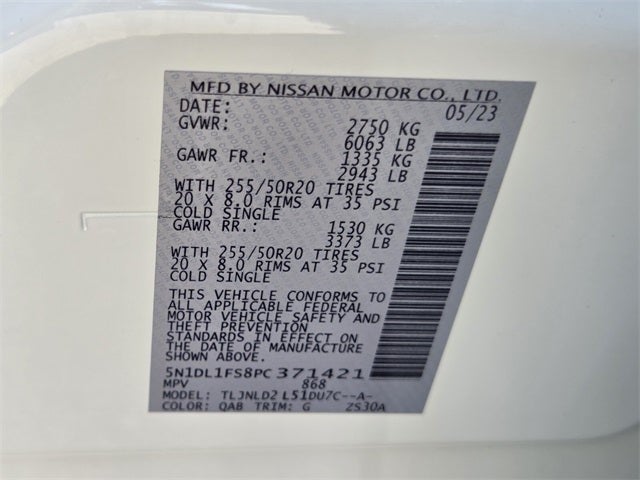 MFD BY NISSAN MOTOR CO., LTD.
DATE: 05/23
GVWR: 2750 KG
6063 LB
GAWR FR.: 1335 KG
2943 LB
WITH 255/50R20 TIRES
20 X 8.0 RIMS AT 35 PSI
COLD SINGLE
GAWR RR.: 1530 KG
3373 LB
WITH 255/50R20 TIRES
20 X 8.0 RIMS AT 35 PSI
COLD SINGLE
THIS VEHICLE CONFORMS TO
ALL APPLICABLE FEDERAL
MOTOR VEHICLE SAFETY AND
THEFT PREVENTION
STANDARDS IN EFFECT ON
THE DATE OF MANUFACTURE
SHOWN ABOVE.
5N1DL1FS8PC371421
MPV 868
MODEL: TLJNLD2 L51DU7C--A-
COLOR: QAB TRIM: G ZS30A